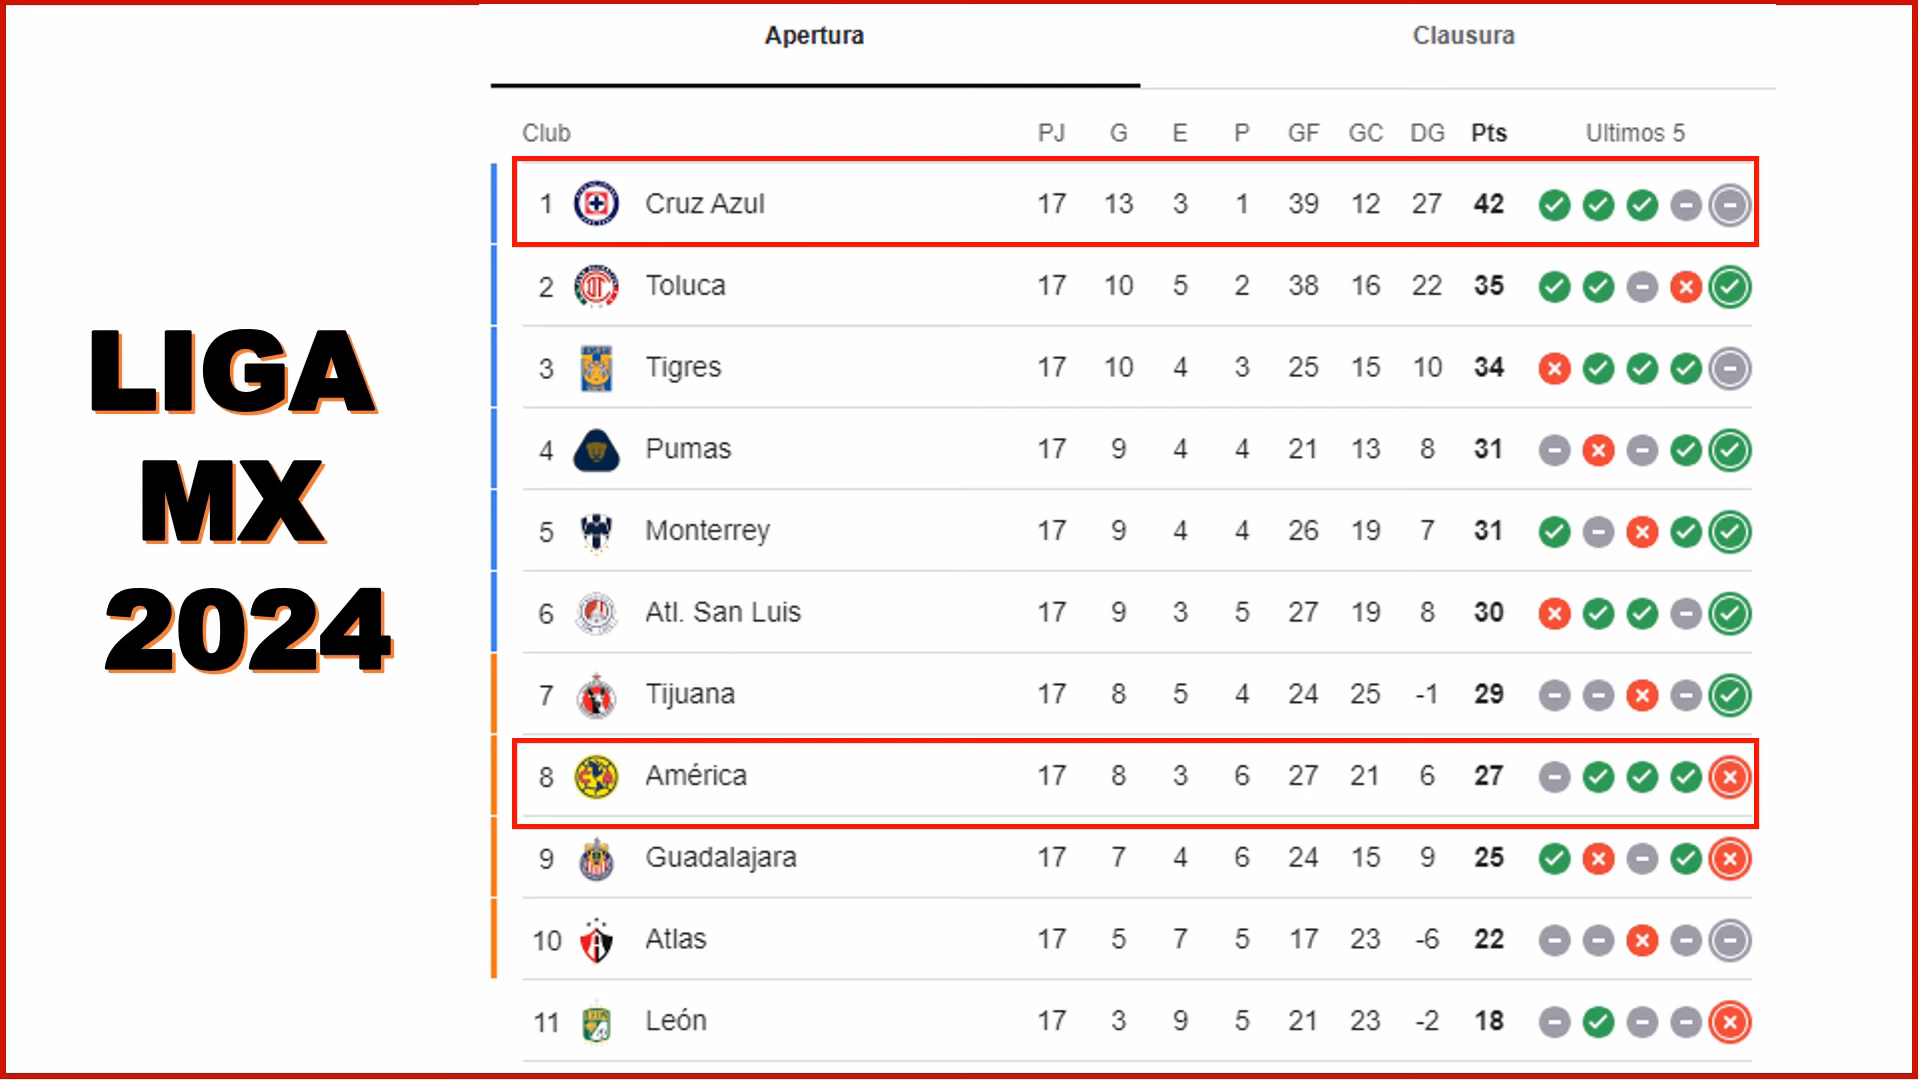 Apertura Clausura
Club PJ G E P GF GC DG Pts Ultimos 5
1 Cruz Azul 17 13 3 1 39 12 27 42
2 Toluca 17 10 5 2 38 16 22 35
3 Tigres 17 10 4 3 25 15 10 34
4 Pumas 17 9 4 4 21 13 8 31
5 Monterrey 17 9 4 4 26 19 7 31
6 Atl. San Luis 17 9 3 5 27 19 8 30
7 Tijuana 17 8 5 4 24 25 -1 29
8 América 17 8 3 6 27 21 6 27
9 Guadalajara 17 7 4 6 24 15 9 25
10 Atlas 17 5 7 5 17 23 -6 22
11 León 17 3 9 5 21 23 -2 18
LIGA
MX
2024